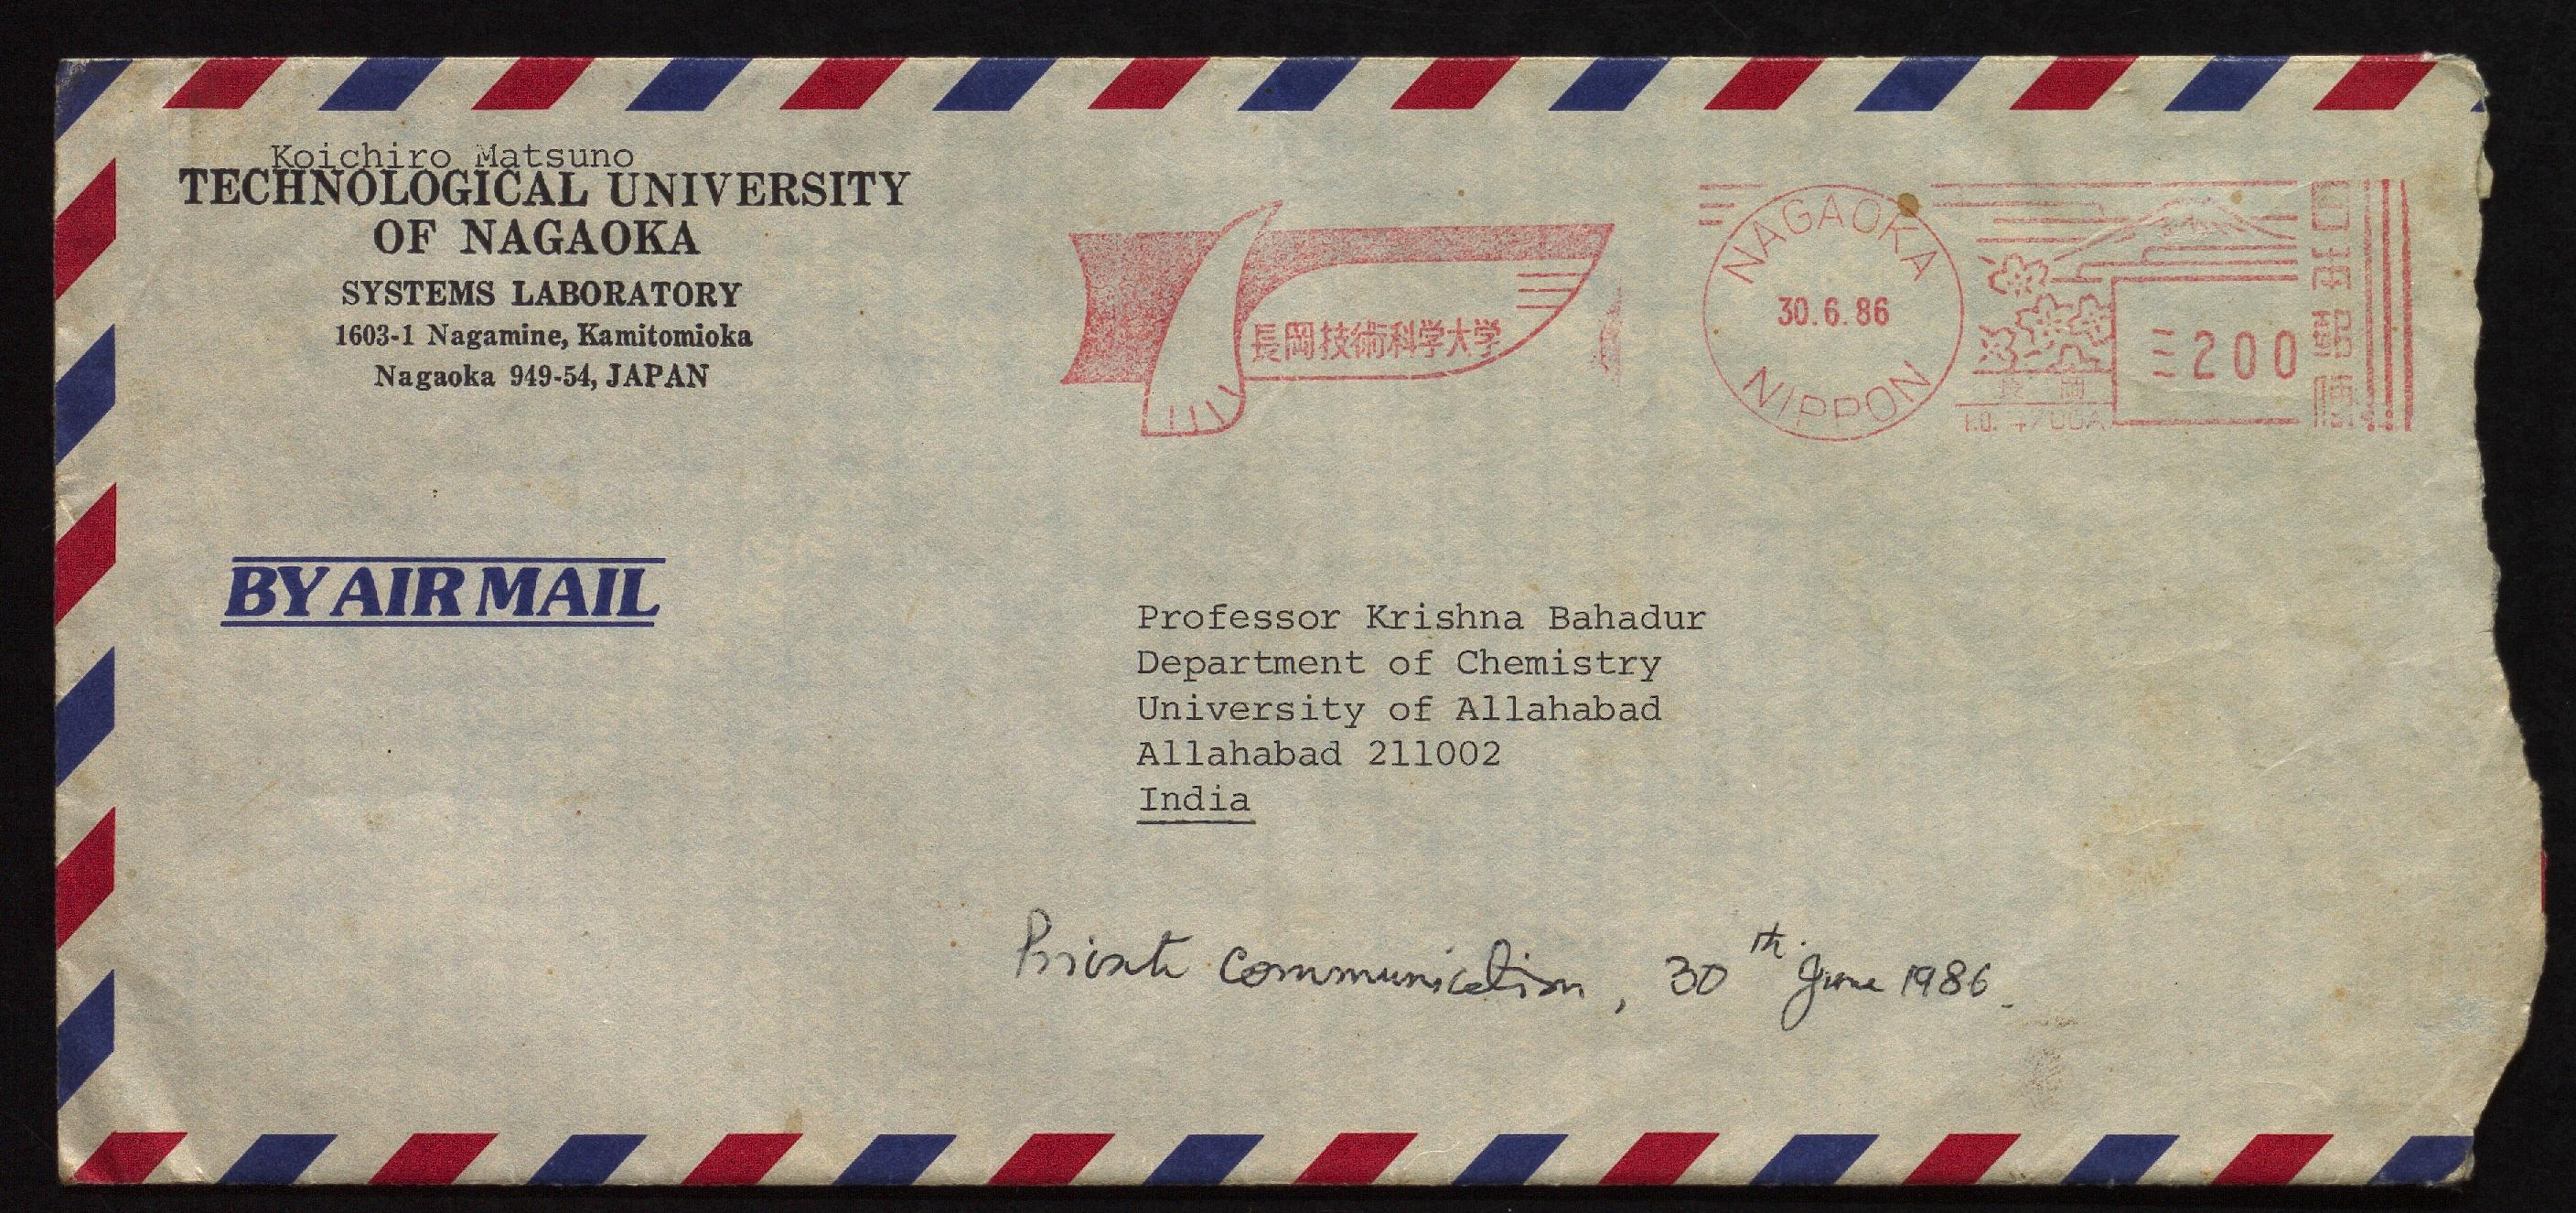 Koichiro Matsuno
TECHNOLOGICAL UNIVERSITY
OF NAGAOKA
SYSTEMS LABORATORY
1603-1 Nagamine, Kamitomioka
Nagaoka 949-54, JAPAN
長岡技術科学大学
NAGAOKA
30.6.86
NIPPON
長岡
200
日本郵便
BY AIR MAIL
Professor Krishna Bahadur
Department of Chemistry
University of Allahabad
Allahabad 211002
India
Private Communication, 30th June 1986.